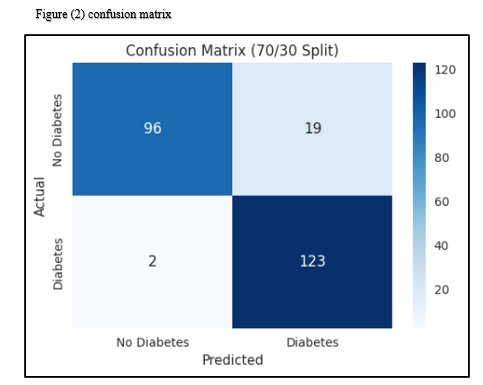 Figure (2) confusion matrix
Confusion Matrix (70/30 Split)
Actual
No Diabetes
Diabetes
96
19
2
123
120
100
80
60
40
20
No Diabetes
Diabetes
Predicted